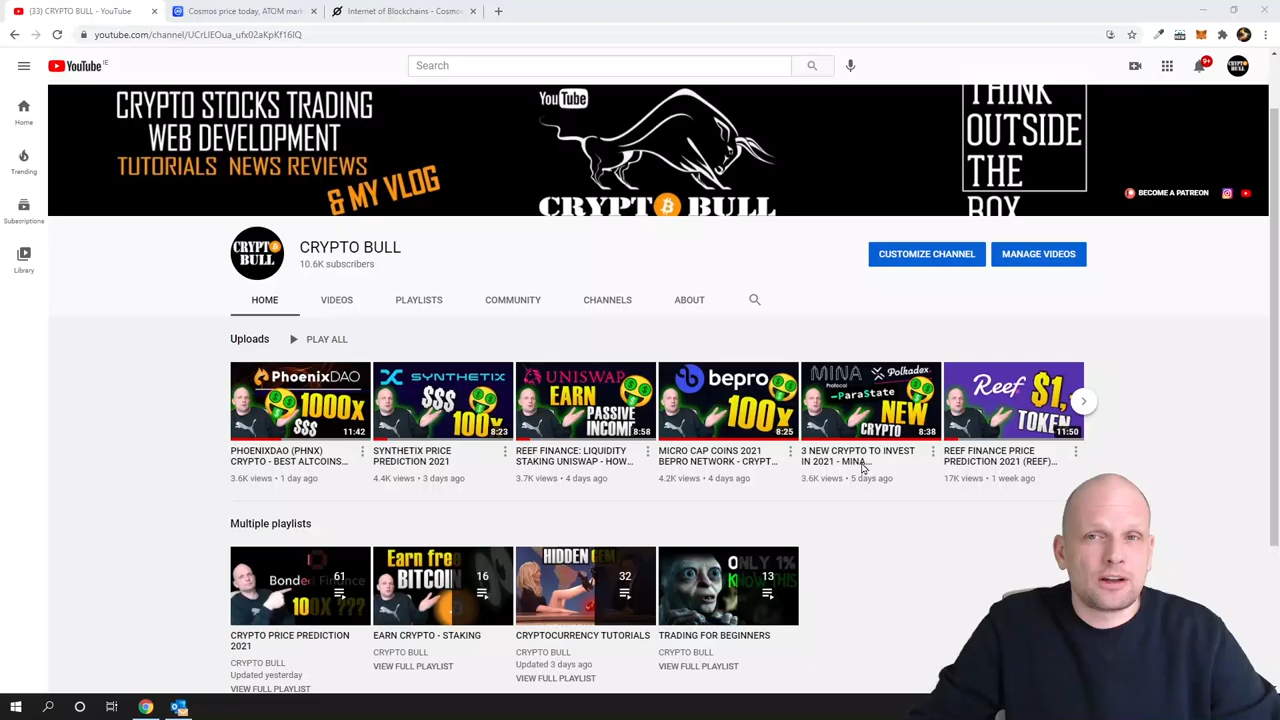 (33) CRYPTO BULL - YouTube
Cosmos price today, ATOM mark
Internet of Blockchains - Cosmo
youtube.com/channel/UCrLlEOua_ufx02aKpKf16IQ
YouTube IE
Search
9+
Home
Trending
Subscriptions
Library
CRYPTO STOCKS TRADING
WEB DEVELOPMENT
TUTORIALS NEWS REVIEWS
& MY VLOG
YouTube
CRYPTO BULL
THINK
OUTSIDE
THE
BOX
BECOME A PATREON
CRYPTO BULL
CRYPTO BULL
10.6K subscribers
CUSTOMIZE CHANNEL
MANAGE VIDEOS
HOME
VIDEOS
PLAYLISTS
COMMUNITY
CHANNELS
ABOUT
Uploads
PLAY ALL
PhoenixDAO
1000x
$$$
11:42
PHOENIXDAO (PHNX)
CRYPTO - BEST ALTCOINS...
3.6K views • 1 day ago
SYNTHETIX
$$$
100x
8:23
SYNTHETIX PRICE
PREDICTION 2021
4.4K views • 3 days ago
UNISWAP
EARN
PASSIVE
INCOME
8:58
REEF FINANCE: LIQUIDITY
STAKING UNISWAP - HOW...
3.7K views • 4 days ago
bepro
100x
8:25
MICRO CAP COINS 2021
BEPRO NETWORK - CRYPT...
4.2K views • 4 days ago
MINA
Protocol
Polkadex
ParaState
NEW
CRYPTO
8:38
3 NEW CRYPTO TO INVEST
IN 2021 - MINA...
3.6K views • 5 days ago
Reef
$1,
TOKEN
11:50
REEF FINANCE PRICE
PREDICTION 2021 (REEF)...
17K views • 1 week ago
Multiple playlists
Bonded Finance
100X ???
61
CRYPTO PRICE PREDICTION
2021
CRYPTO BULL
Updated yesterday
VIEW FULL PLAYLIST
Earn free
BITCOIN
16
EARN CRYPTO - STAKING
CRYPTO BULL
VIEW FULL PLAYLIST
HIDDEN GEM
32
CRYPTOCURRENCY TUTORIALS
CRYPTO BULL
Updated 3 days ago
VIEW FULL PLAYLIST
ONLY 1%
KNOW THIS
13
TRADING FOR BEGINNERS
CRYPTO BULL
VIEW FULL PLAYLIST